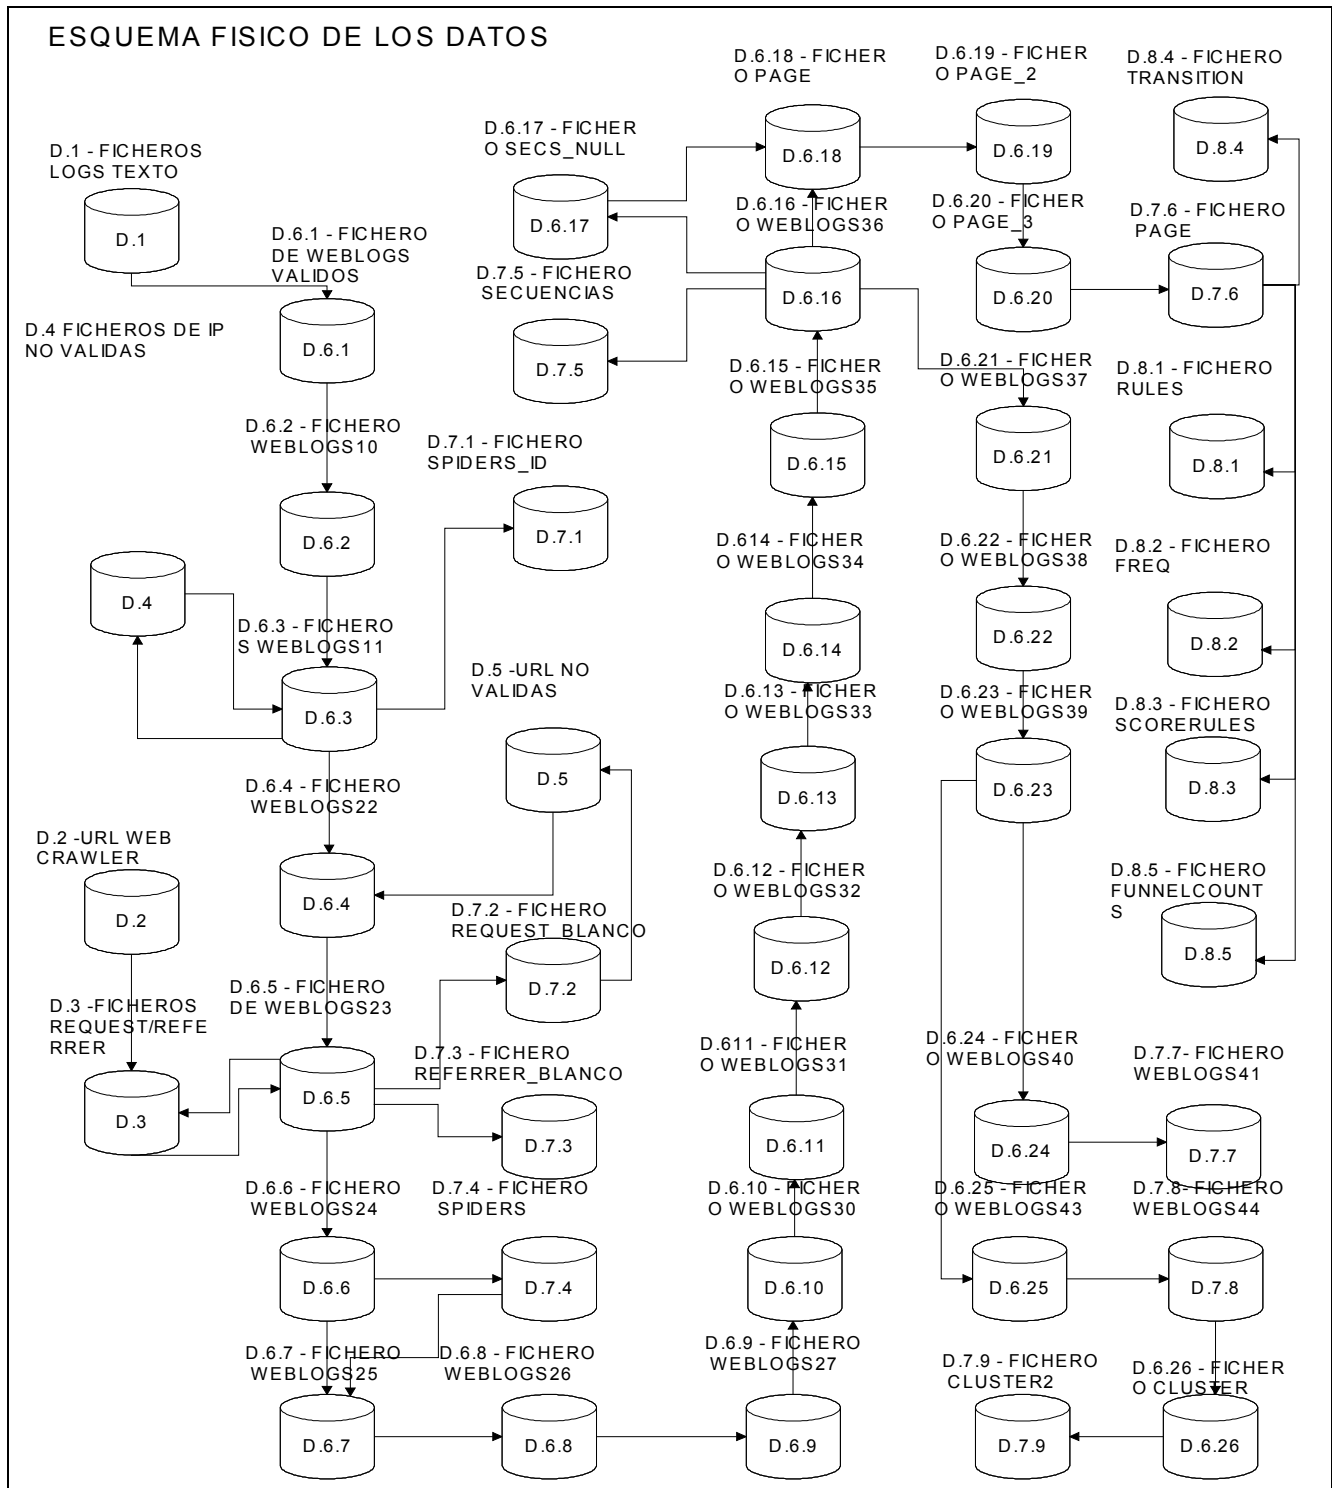 ESQUEMA FISICO DE LOS DATOS
D.1 - FICHEROS
LOGS TEXTO
D.1
D.6.1 - FICHERO
DE WEBLOGS
VALIDOS
D.6.1
D.4 FICHEROS DE IP
NO VALIDAS
D.4
D.6.2 - FICHERO
WEBLOGS10
D.6.2
D.6.3 - FICHERO
S WEBLOGS11
D.6.3
D.6.4 - FICHERO
WEBLOGS22
D.6.4
D.2 -URL WEB
CRAWLER
D.2
D.3 -FICHEROS
REQUEST/REFE
RRER
D.3
D.6.5 - FICHERO
DE WEBLOGS23
D.6.5
D.6.6 - FICHERO
WEBLOGS24
D.6.6
D.6.7 - FICHERO
WEBLOGS25
D.6.7
D.6.17 - FICHER
O SECS_NULL
D.6.17
D.7.5 - FICHERO
SECUENCIAS
D.7.5
D.7.1 - FICHERO
SPIDERS_ID
D.7.1
D.5 -URL NO
VALIDAS
D.5
D.7.2 - FICHERO
REQUEST_BLANCO
D.7.2
D.7.3 - FICHERO
REFERRER_BLANCO
D.7.3
D.7.4 - FICHERO
SPIDERS
D.7.4
D.6.8 - FICHERO
WEBLOGS26
D.6.8
D.6.18 - FICHER
O PAGE
D.6.18
D.6.16 - FICHER
O WEBLOGS36
D.6.16
D.6.15 - FICHER
O WEBLOGS35
D.6.15
D.614 - FICHER
O WEBLOGS34
D.6.14
D.6.13 - FICHER
O WEBLOGS33
D.6.13
D.6.12 - FICHER
O WEBLOGS32
D.6.12
D.611 - FICHER
O WEBLOGS31
D.6.11
D.6.10 - FICHER
O WEBLOGS30
D.6.10
D.6.9 - FICHERO
WEBLOGS27
D.6.9
D.6.19 - FICHER
O PAGE_2
D.6.19
D.6.20 - FICHER
O PAGE_3
D.6.20
D.6.21 - FICHER
O WEBLOGS37
D.6.21
D.6.22 - FICHER
O WEBLOGS38
D.6.22
D.6.23 - FICHER
O WEBLOGS39
D.6.23
D.6.24 - FICHER
O WEBLOGS40
D.6.24
D.6.25 - FICHER
O WEBLOGS43
D.6.25
D.7.9 - FICHERO
CLUSTER2
D.7.9
D.8.4 - FICHERO
TRANSITION
D.8.4
D.7.6 - FICHERO
PAGE
D.7.6
D.8.1 - FICHERO
RULES
D.8.1
D.8.2 - FICHERO
FREQ
D.8.2
D.8.3 - FICHERO
SCORERULES
D.8.3
D.8.5 - FICHERO
FUNNELCOUNT
S
D.8.5
D.7.7- FICHERO
WEBLOGS41
D.7.7
D.7.8- FICHERO
WEBLOGS44
D.7.8
D.6.26 - FICHER
O CLUSTER
D.6.26